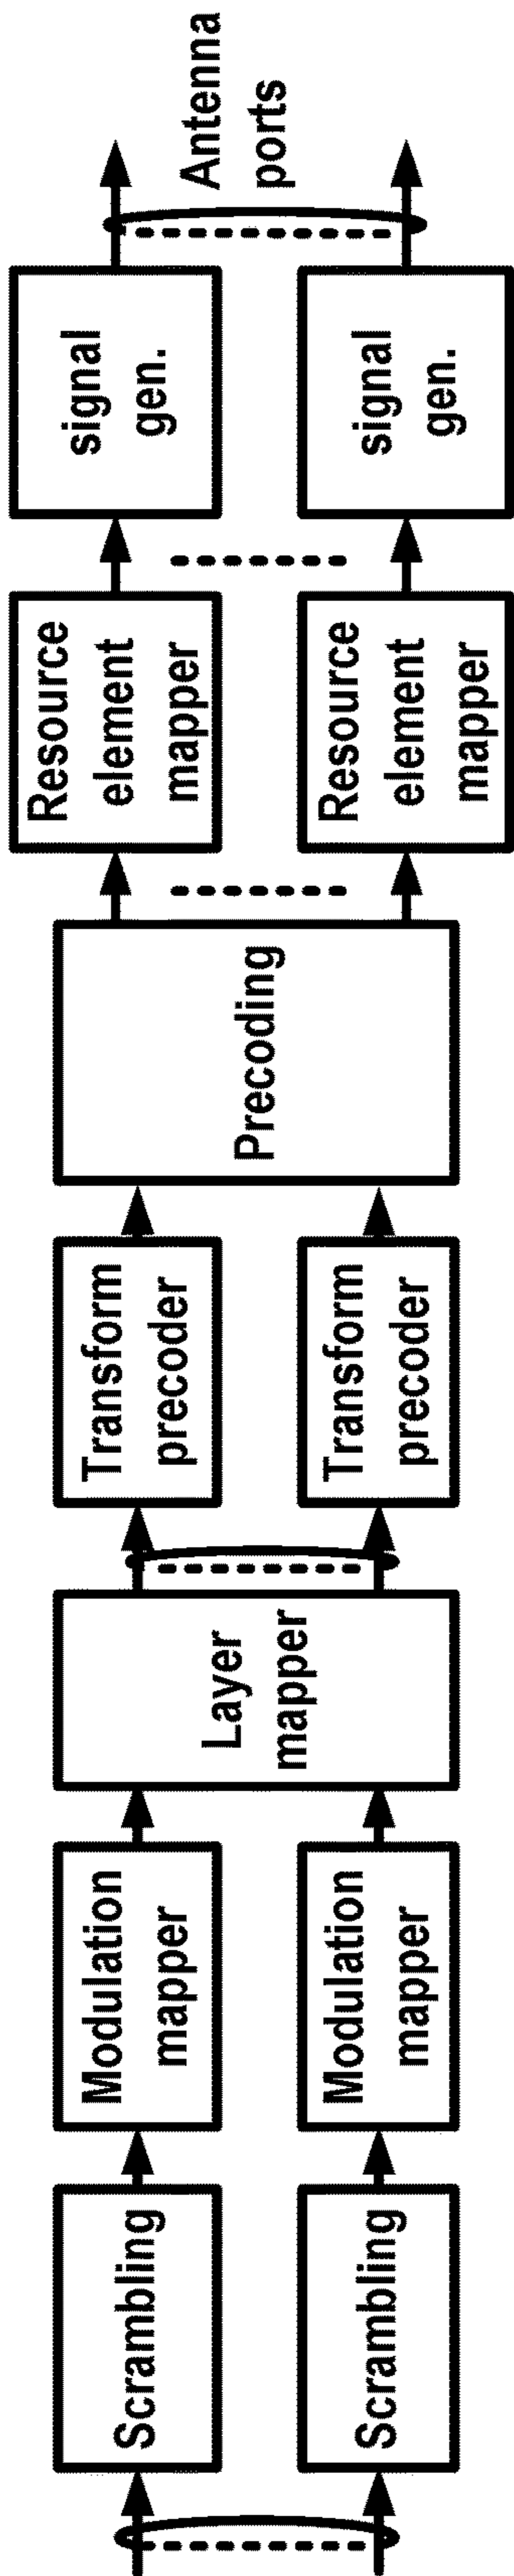 Scrambling
Scrambling
Modulation
mapper
Modulation
mapper
Layer
mapper
Transform
precoder
Transform
precoder
Precoding
Resource
element
mapper
Resource
element
mapper
signal
gen.
signal
gen.
Antenna
ports